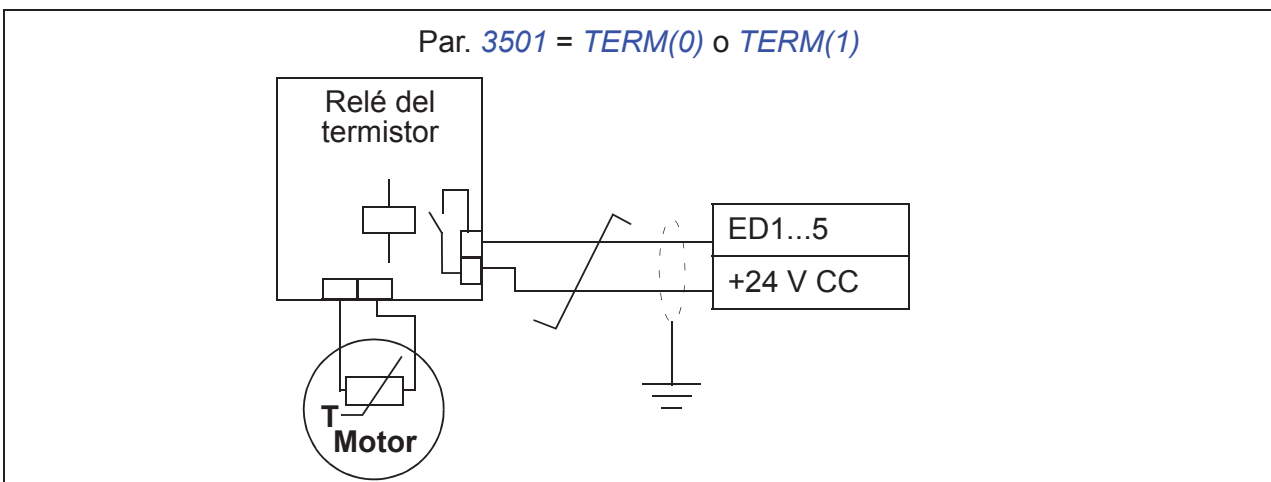 Par. 3501 = TERM(0) o TERM(1)
Relé del
termistor
ED1...5
+24 V CC
T
Motor